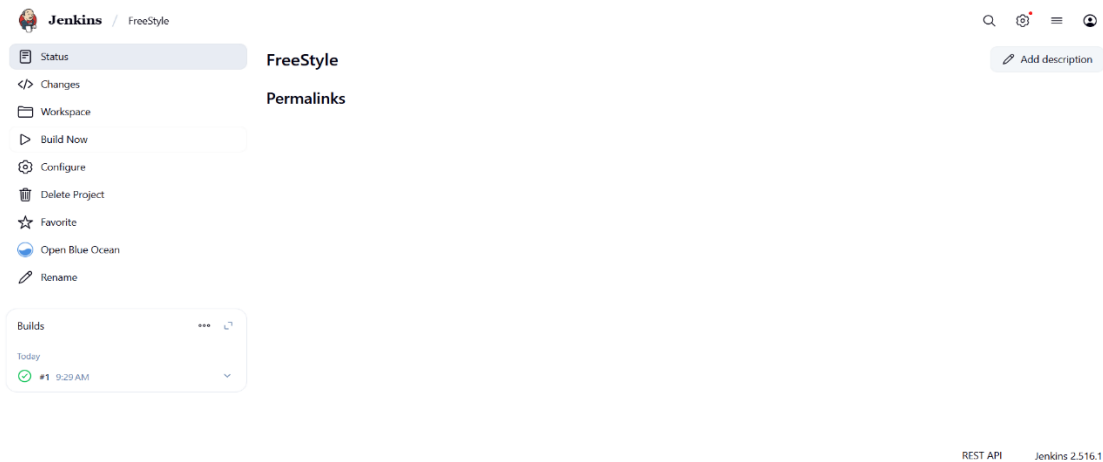 Jenkins / FreeStyle
Status
Changes
Workspace
Build Now
Configure
Delete Project
Favorite
Open Blue Ocean
Rename
Builds
Today
#1 9:29 AM
FreeStyle
Add description
Permalinks
REST API Jenkins 2.516.1